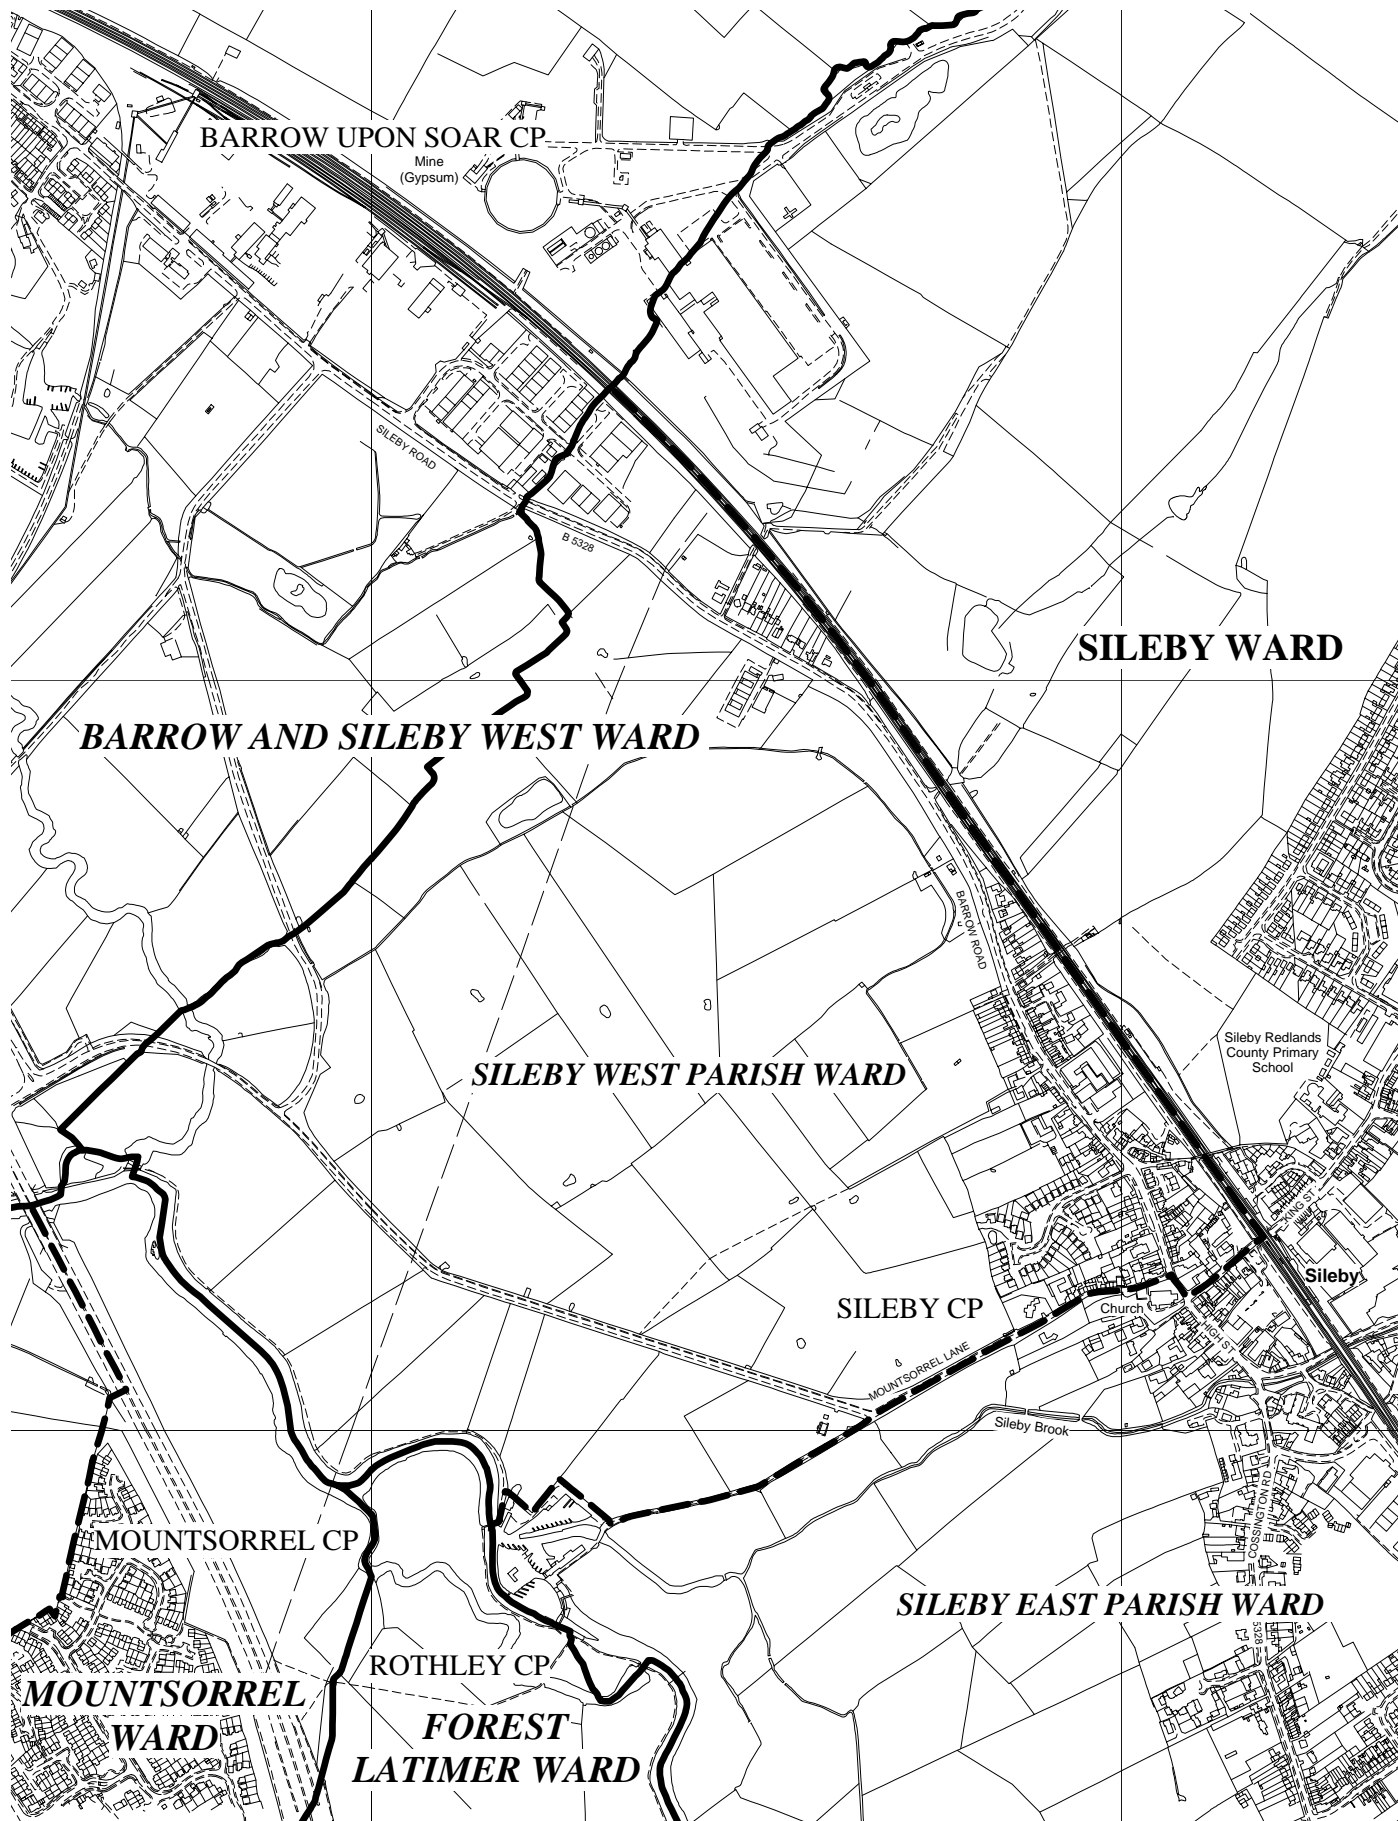 BARROW UPON SOAR CP
Mine
(Gypsum)
SILEBY ROAD
B 5328
SILEBY WARD
BARROW AND SILEBY WEST WARD
BARROW ROAD
Sileby Redlands
County Primary
School
SILEBY WEST PARISH WARD
KING ST
Sileby
SILEBY CP
Church
HIGH ST
MOUNTSORREL LANE
Sileby Brook
COSSINGTON RD
MOUNTSORREL CP
SILEBY EAST PARISH WARD
5328
ROTHLEY CP
MOUNTSORREL
WARD
FOREST
LATIMER WARD